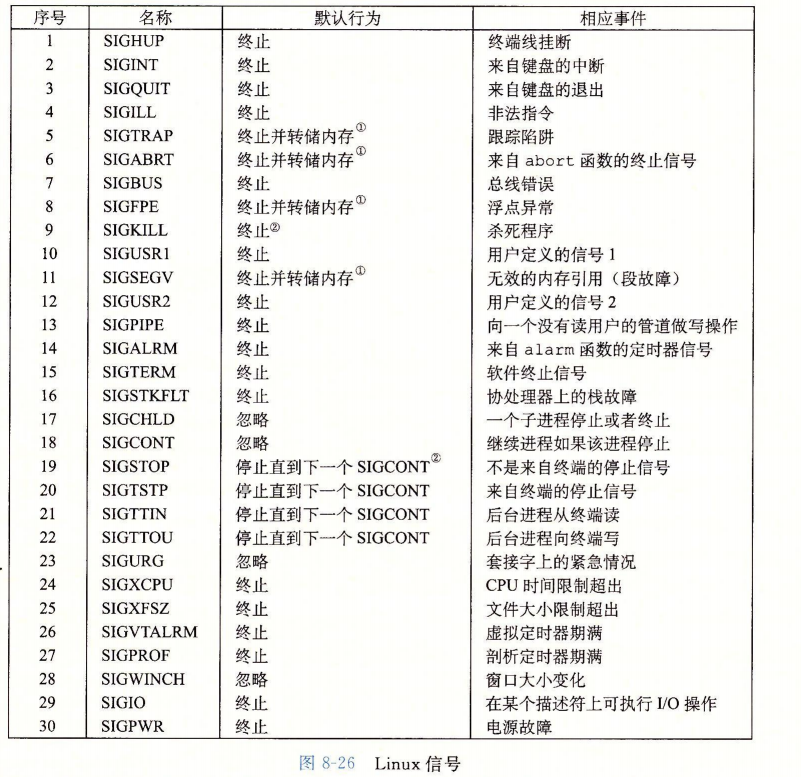 序号 名称 默认行为 相应事件
1 SIGHUP 终止 终端线挂断
2 SIGINT 终止 来自键盘的中断
3 SIGQUIT 终止 来自键盘的退出
4 SIGILL 终止 非法指令
5 SIGTRAP 终止并转储内存① 跟踪陷阱
6 SIGABRT 终止并转储内存① 来自 abort 函数的终止信号
7 SIGBUS 终止 总线错误
8 SIGFPE 终止并转储内存① 浮点异常
9 SIGKILL 终止② 杀死程序
10 SIGUSR1 终止 用户定义的信号 1
11 SIGSEGV 终止并转储内存① 无效的内存引用（段故障）
12 SIGUSR2 终止 用户定义的信号 2
13 SIGPIPE 终止 向一个没有读用户的管道做写操作
14 SIGALRM 终止 来自 alarm 函数的定时器信号
15 SIGTERM 终止 软件终止信号
16 SIGSTKFLT 终止 协处理器上的栈故障
17 SIGCHLD 忽略 一个子进程停止或者终止
18 SIGCONT 忽略 继续进程如果该进程停止
19 SIGSTOP 停止直到下一个 SIGCONT② 不是来自终端的停止信号
20 SIGTSTP 停止直到下一个 SIGCONT 来自终端的停止信号
21 SIGTTIN 停止直到下一个 SIGCONT 后台进程从终端读
22 SIGTTOU 停止直到下一个 SIGCONT 后台进程向终端写
23 SIGURG 忽略 套接字上的紧急情况
24 SIGXCPU 终止 CPU 时间限制超出
25 SIGXFSZ 终止 文件大小限制超出
26 SIGVTALRM 终止 虚拟定时器期满
27 SIGPROF 终止 剖析定时器期满
28 SIGWINCH 忽略 窗口大小变化
29 SIGIO 终止 在某个描述符上可执行 I/O 操作
30 SIGPWR 终止 电源故障
图 8-26 Linux 信号